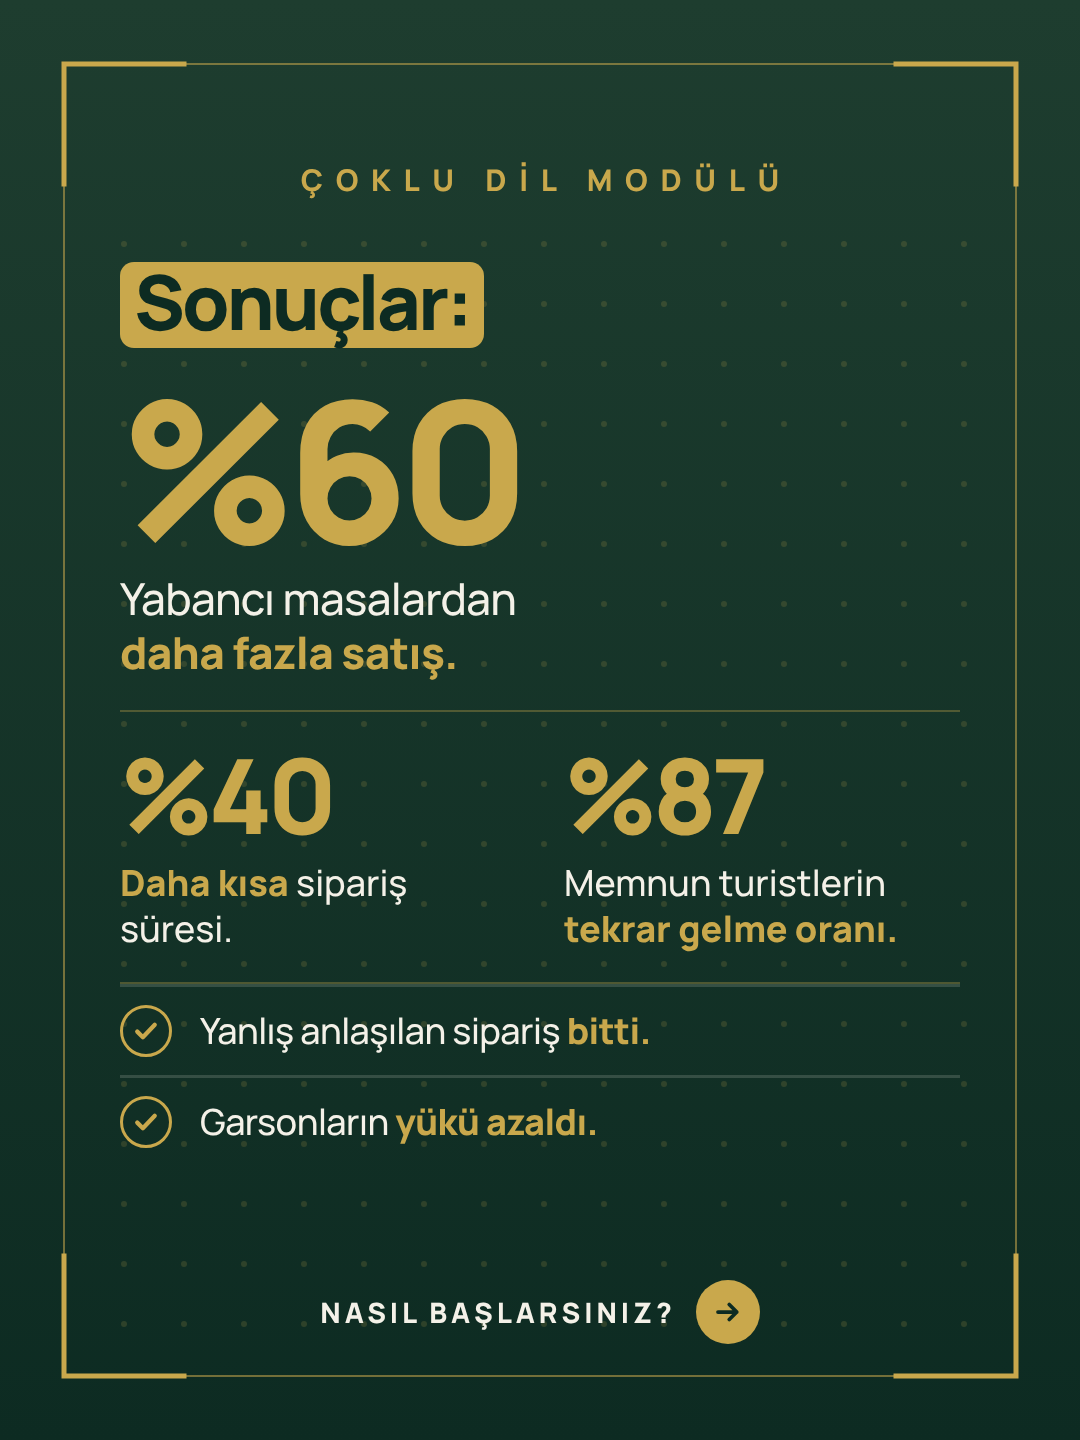 ÇOKLU DİL MODÜLÜ
Sonuçlar:
%60
Yabancı masalardan
daha fazla satış.
%40
Daha kısa sipariş
süresi.
%87
Memnun turistlerin
tekrar gelme oranı.
Yanlış anlaşılan sipariş bitti.
Garsonların yükü azaldı.
NASIL BAŞLARSINIZ?